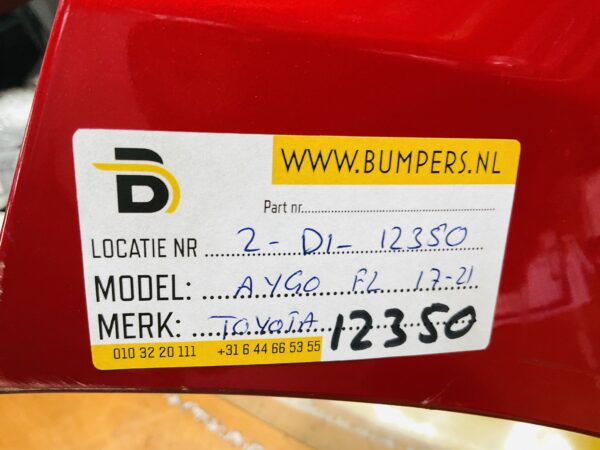 WWW.BUMPERS.NL
Part nr.
LOCATIE NR 2-D1-12350
MODEL: AYGO FL 17-21
MERK: TOYOTA 12350
010 32 20 111 +31 6 44 66 53 55